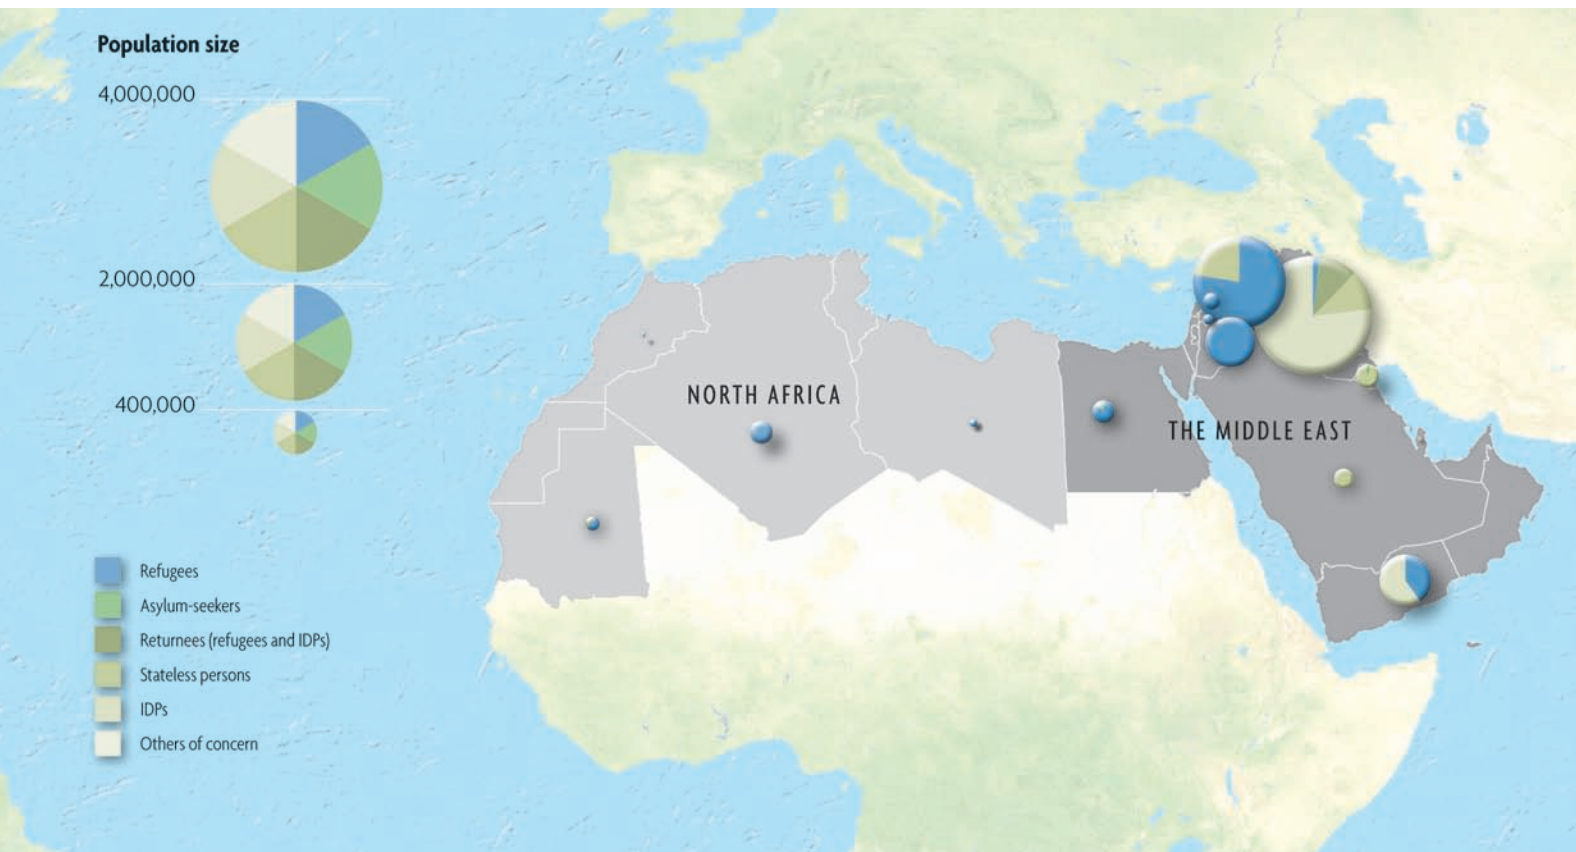 Population size
4,000,000
2,000,000
400,000
NORTH AFRICA
THE MIDDLE EAST
Refugees
Asylum-seekers
Returnees (refugees and IDPs)
Stateless persons
IDPs
Others of concern